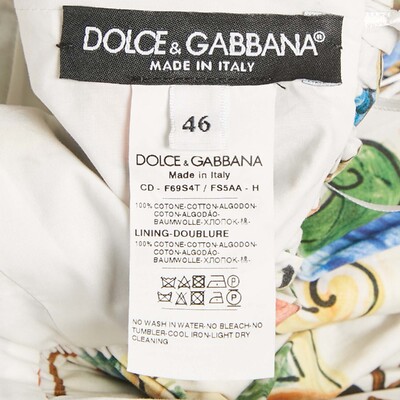 DOLCE & GABBANA®
MADE IN ITALY
46
DOLCE & GABBANA
Made in Italy
CD - F69S4T / FS5AA - H
100% COTONE-COTTON-ALGODON-
COTON-ALGODÃO-
BAUMWOLLE-ХЛОПОК-棉-
LINING-DOUBLURE
100% COTONE-COTTON-ALGODON-
COTON-ALGODÃO-
BAUMWOLLE-ХЛОПОК-棉-
NO WASH IN WATER-NO BLEACH-NO
TUMBLER-COOL IRON-LIGHT DRY
CLEANING